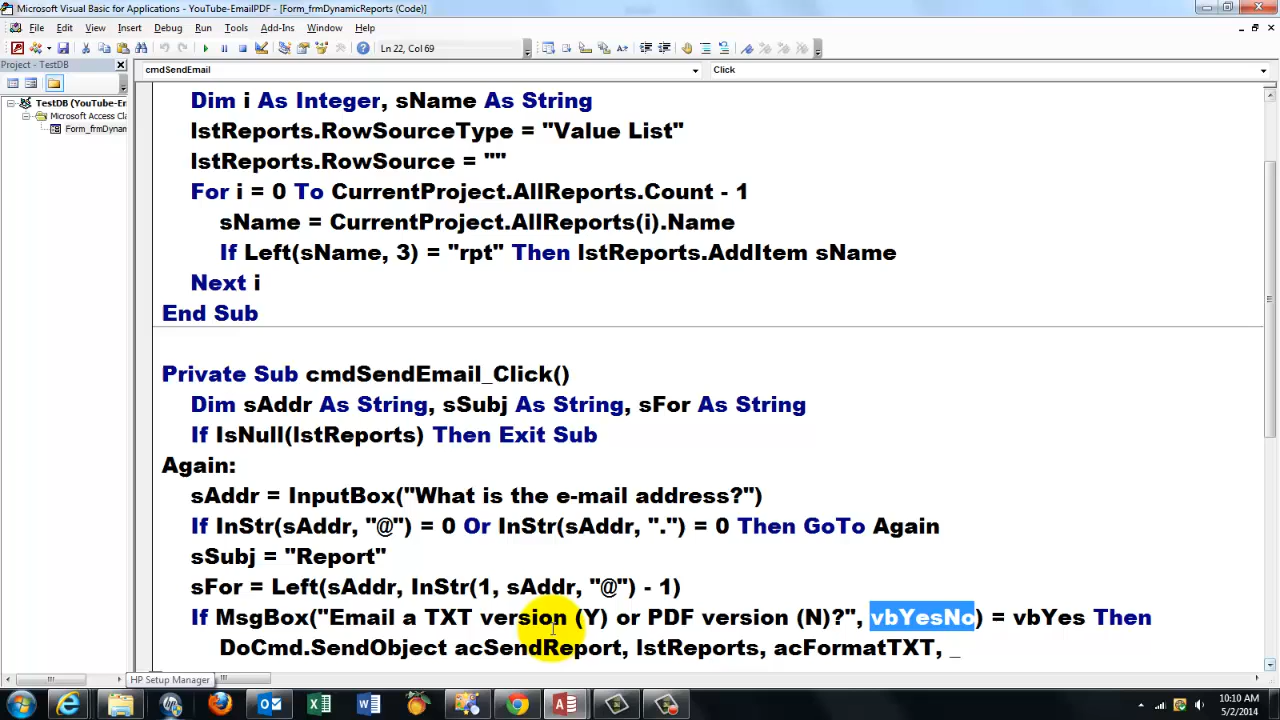 Microsoft Visual Basic for Applications - YouTube-EmailPDF - [Form_frmDynamicReports (Code)]
File Edit View Insert Debug Run Tools Add-Ins Window Help
Ln 22, Col 69
Project - TestDB
cmdSendEmail Click
TestDB (YouTube-Em
Microsoft Access Cla
Form_frmDynam
Dim i As Integer, sName As String
lstReports.RowSourceType = "Value List"
lstReports.RowSource = ""
For i = 0 To CurrentProject.AllReports.Count - 1
sName = CurrentProject.AllReports(i).Name
If Left(sName, 3) = "rpt" Then lstReports.AddItem sName
Next i
End Sub
Private Sub cmdSendEmail_Click()
Dim sAddr As String, sSubj As String, sFor As String
If IsNull(lstReports) Then Exit Sub
Again:
sAddr = InputBox("What is the e-mail address?")
If InStr(sAddr, "@") = 0 Or InStr(sAddr, ".") = 0 Then GoTo Again
sSubj = "Report"
sFor = Left(sAddr, InStr(1, sAddr, "@") - 1)
If MsgBox("Email a TXT version (Y) or PDF version (N)?", vbYesNo) = vbYes Then
DoCmd.SendObject acSendReport, lstReports, acFormatTXT, _
HP Setup Manager
10:10 AM
5/2/2014